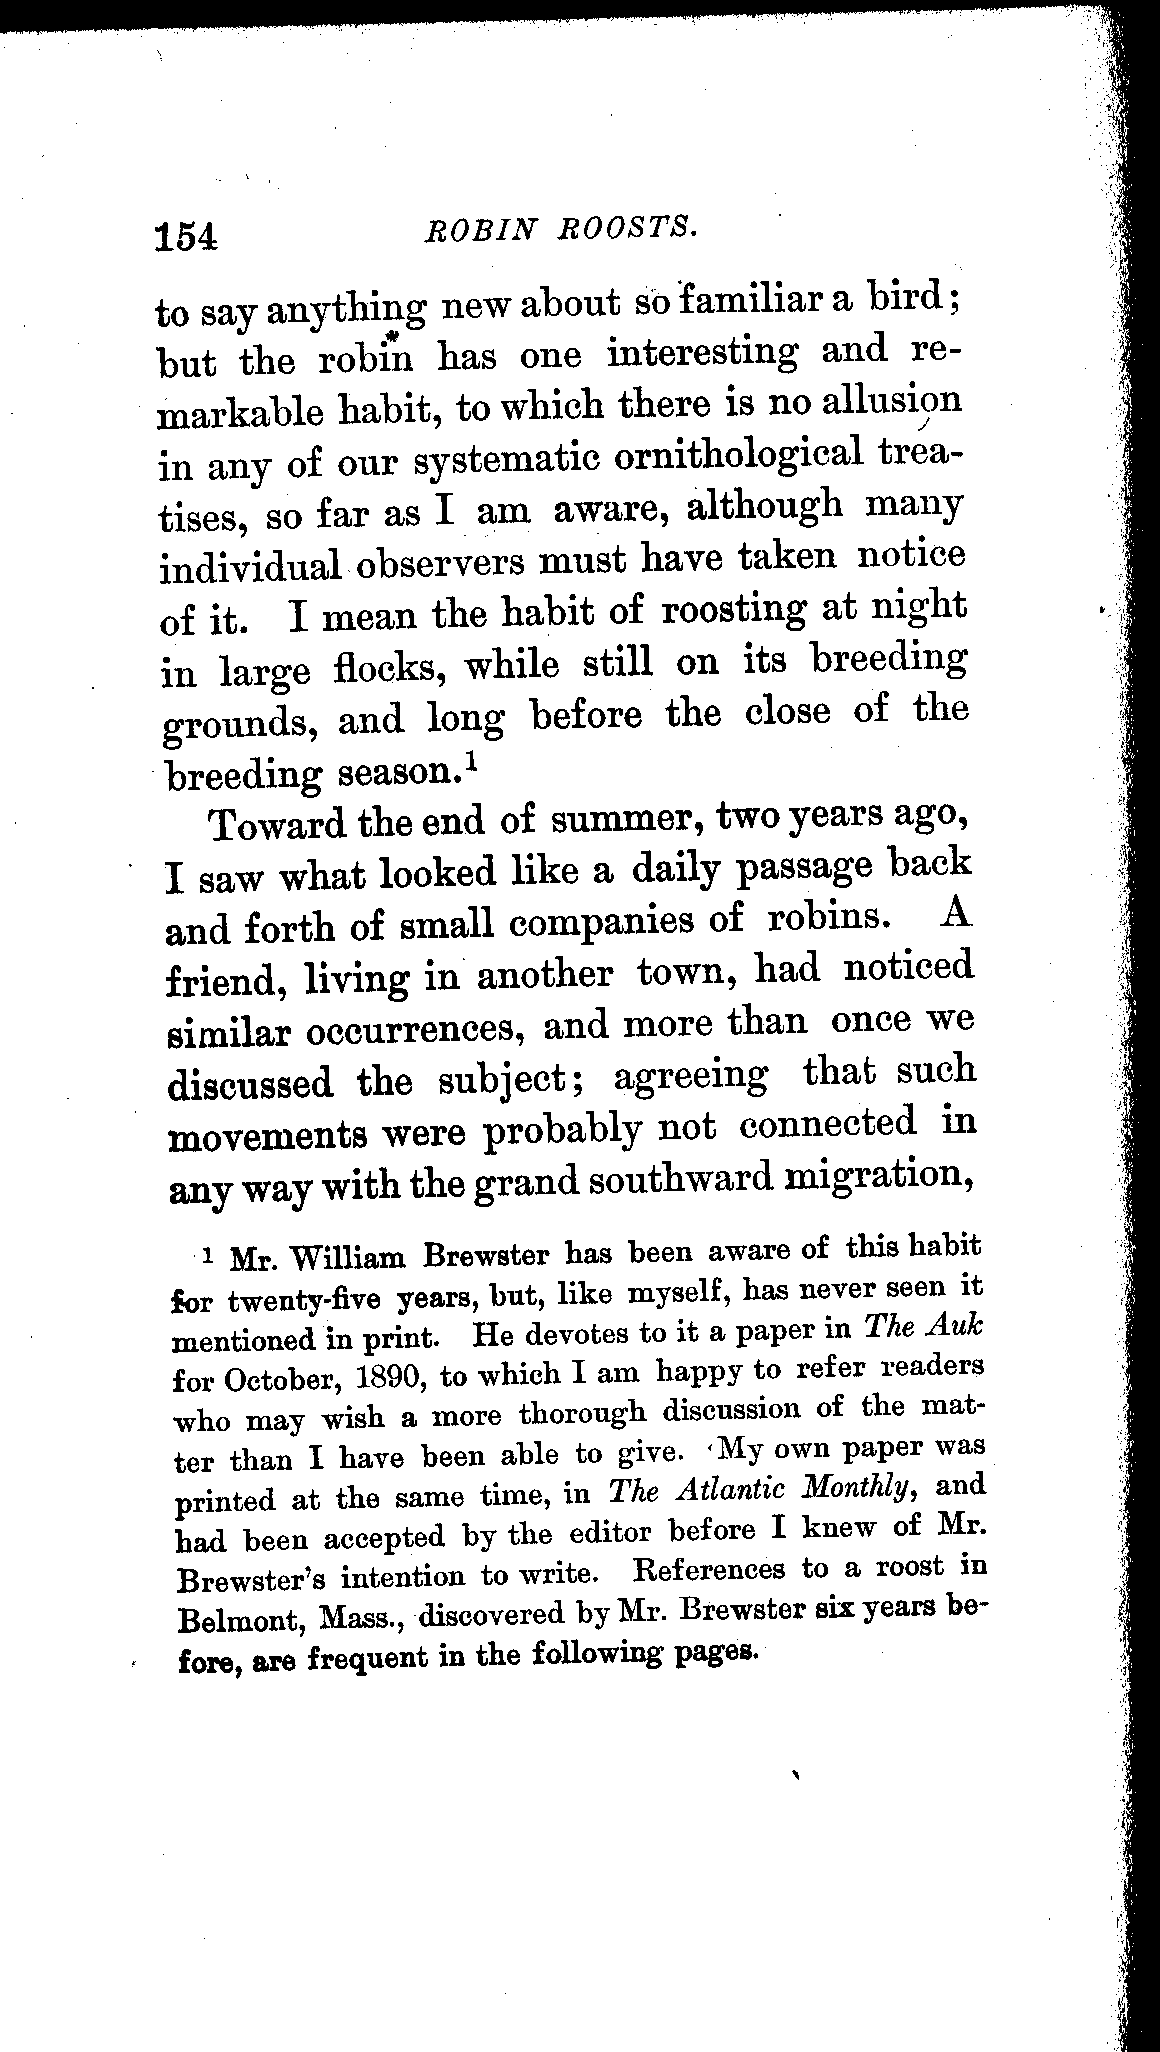 154 ROBIN ROOSTS.
to say anything new about so familiar a bird;
but the robin has one interesting and re-
markable habit, to which there is no allusion
in any of our systematic ornithological trea-
tises, so far as I am aware, although many
individual observers must have taken notice
of it. I mean the habit of roosting at night
in large flocks, while still on its breeding
grounds, and long before the close of the
breeding season.¹
Toward the end of summer, two years ago,
I saw what looked like a daily passage back
and forth of small companies of robins. A
friend, living in another town, had noticed
similar occurrences, and more than once we
discussed the subject; agreeing that such
movements were probably not connected in
any way with the grand southward migration,
¹ Mr. William Brewster has been aware of this habit
for twenty-five years, but, like myself, has never seen it
mentioned in print. He devotes to it a paper in The Auk
for October, 1890, to which I am happy to refer readers
who may wish a more thorough discussion of the mat-
ter than I have been able to give. My own paper was
printed at the same time, in The Atlantic Monthly, and
had been accepted by the editor before I knew of Mr.
Brewster's intention to write. References to a roost in
Belmont, Mass., discovered by Mr. Brewster six years be-
fore, are frequent in the following pages.